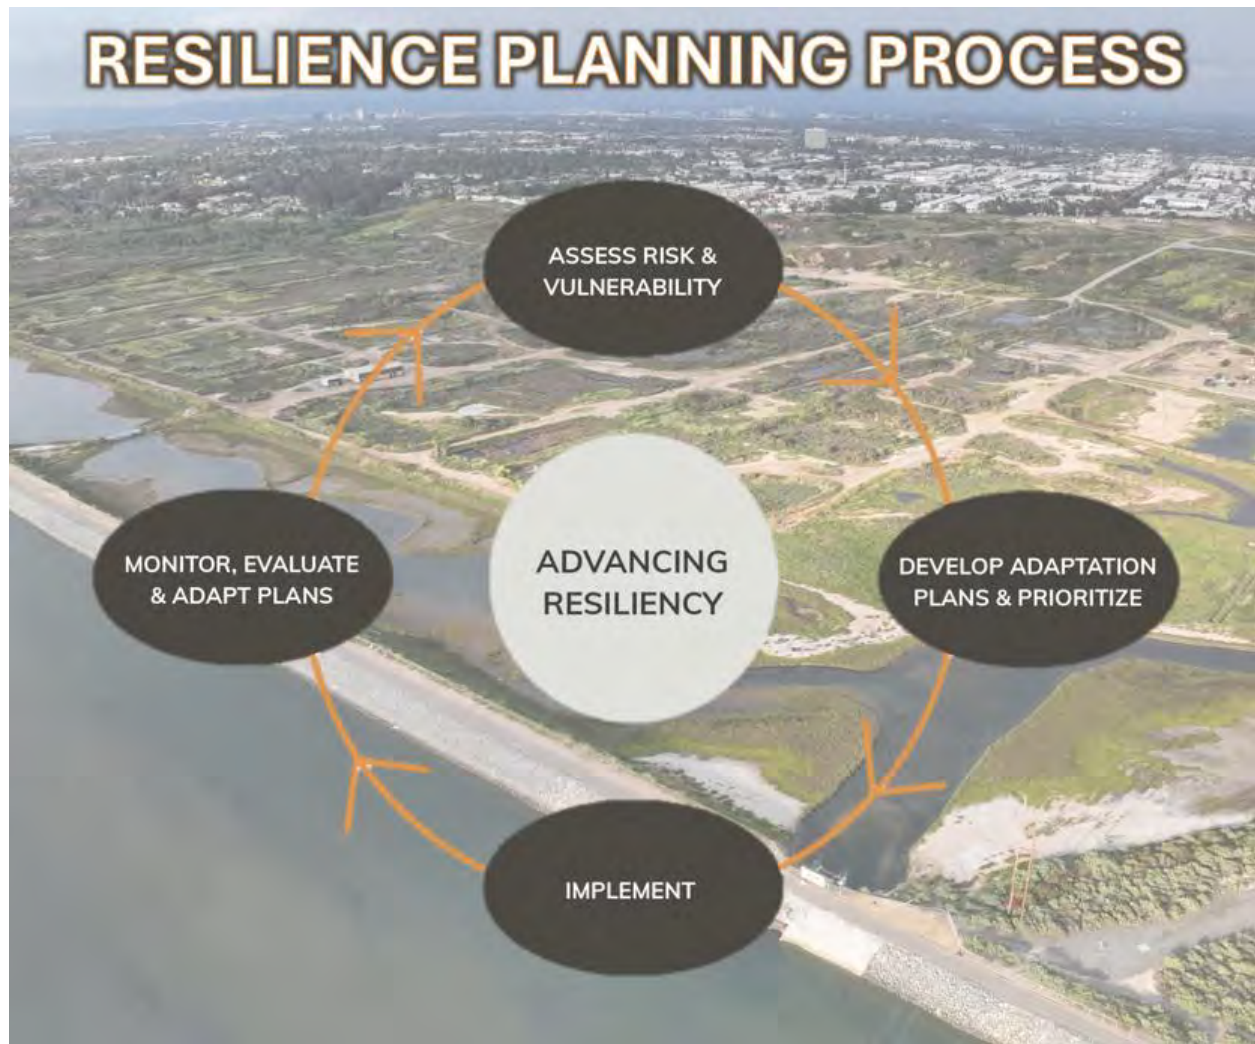 RESILIENCE PLANNING PROCESS
ASSESS RISK &
VULNERABILITY
MONITOR, EVALUATE
& ADAPT PLANS
ADVANCING
RESILIENCY
DEVELOP ADAPTATION
PLANS & PRIORITIZE
IMPLEMENT